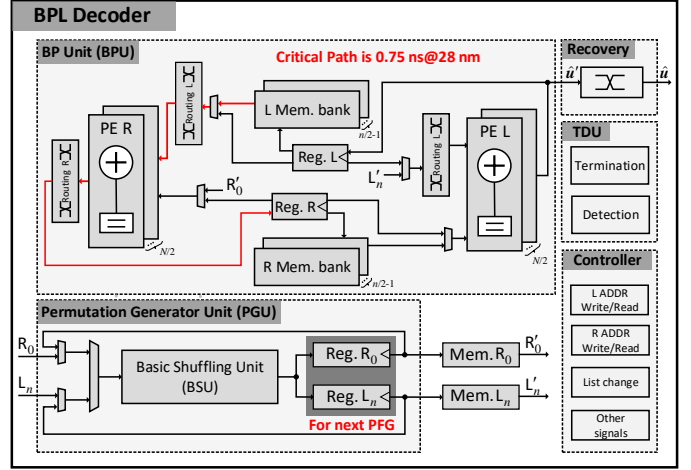 BPL Decoder
BP Unit (BPU)
Critical Path is 0.75 ns@28 nm
Routing L
L Mem. bank
n/2-1
PE R
N/2
Routing R
Reg. L
L′ₙ
Routing L
PE L
N/2
R′₀
Reg. R
R Mem. bank
n/2-1
Recovery
û′
û
TDU
Termination
Detection
Controller
L ADDR
Write/Read
R ADDR
Write/Read
List change
Other
signals
Permutation Generator Unit (PGU)
R₀
Lₙ
Basic Shuffling Unit
(BSU)
Reg. R₀
Reg. Lₙ
For next PFG
Mem. R₀
R′₀
Mem. Lₙ
L′ₙ